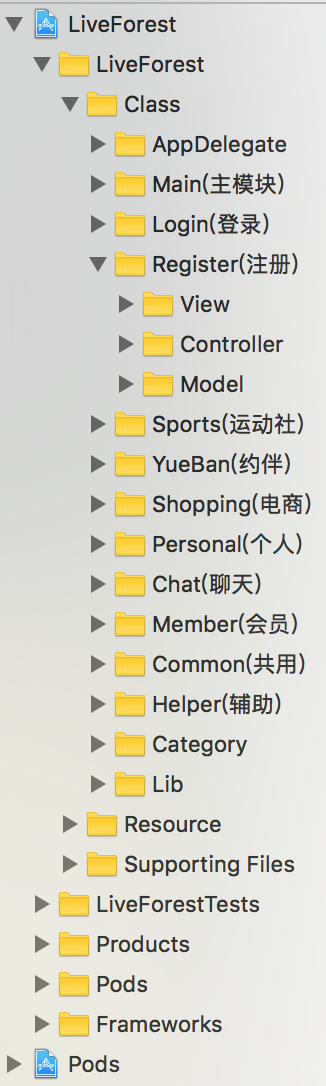 LiveForest
LiveForest
Class
AppDelegate
Main(主模块)
Login(登录)
Register(注册)
View
Controller
Model
Sports(运动社)
YueBan(约伴)
Shopping(电商)
Personal(个人)
Chat(聊天)
Member(会员)
Common(共用)
Helper(辅助)
Category
Lib
Resource
Supporting Files
LiveForestTests
Products
Pods
Frameworks
Pods